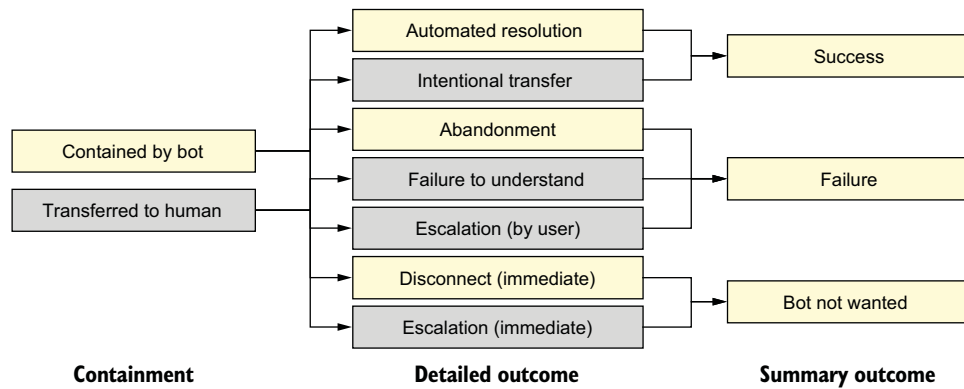 Contained by bot
Transferred to human
Containment
Automated resolution
Intentional transfer
Abandonment
Failure to understand
Escalation (by user)
Disconnect (immediate)
Escalation (immediate)
Detailed outcome
Success
Failure
Bot not wanted
Summary outcome